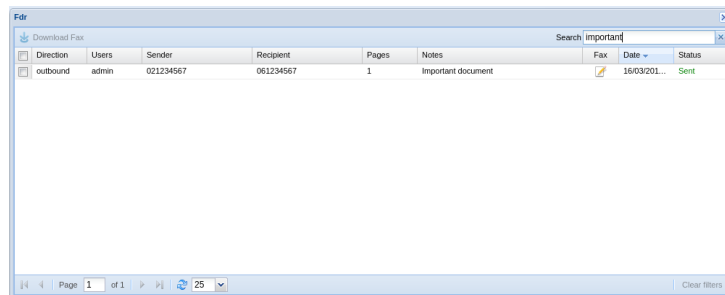 Fdr
Download Fax Search important
Direction Users Sender Recipient Pages Notes Fax Date Status
outbound admin 021234567 061234567 1 Important document 16/03/201... Sent
Page 1 of 1 25 Clear filters